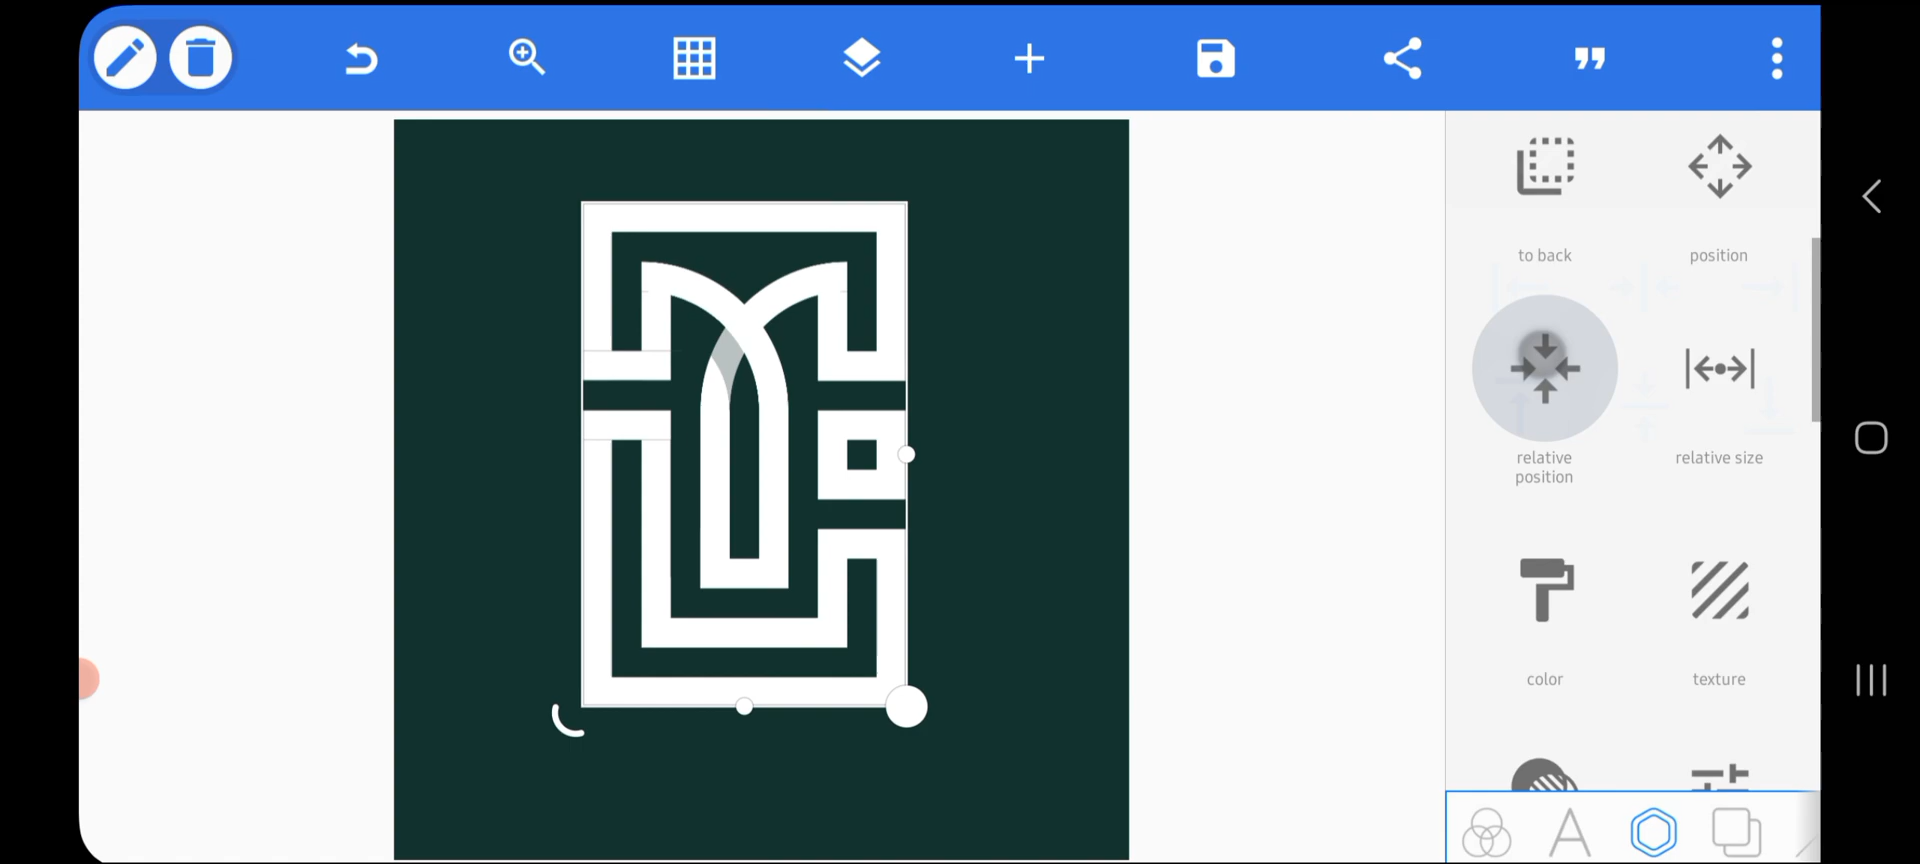 to back
position
relative
position
relative size
color
texture